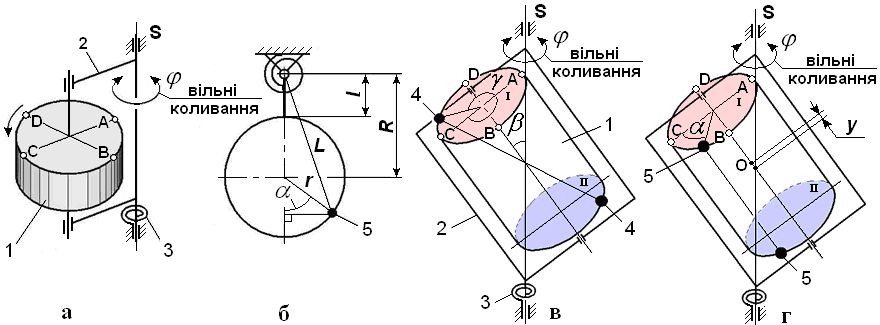 S
2
φ
вільні
коливання
D
A
C
B
1
3
а
l
R
L
α
r
5
б
S
φ
вільні
коливання
D
A
γ
I
4
C
B
β
1
II
2
4
3
в
S
φ
вільні
коливання
D
A
I
C
α
B
y
5
O
II
5
г